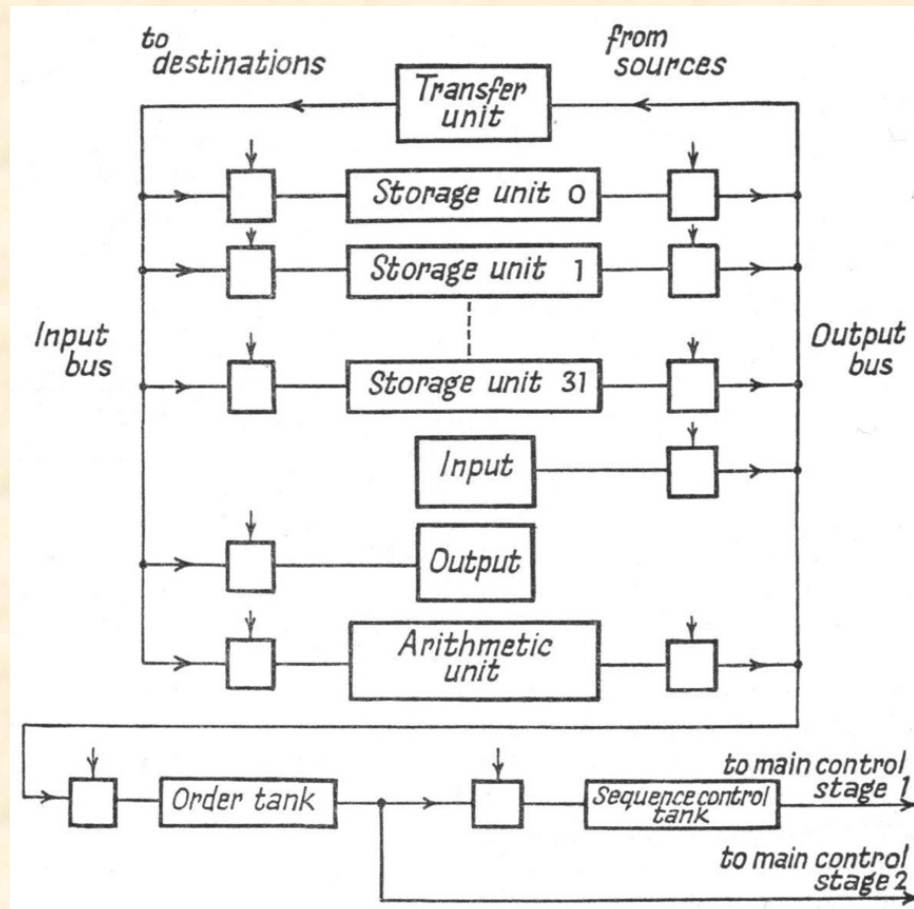 to
destinations
from
sources
Transfer
unit
Storage unit 0
Storage unit 1
Input
bus
Output
bus
Storage unit 31
Input
Output
Arithmetic
unit
to main control
stage 1
Order tank
Sequence control
tank
to main control
stage 2